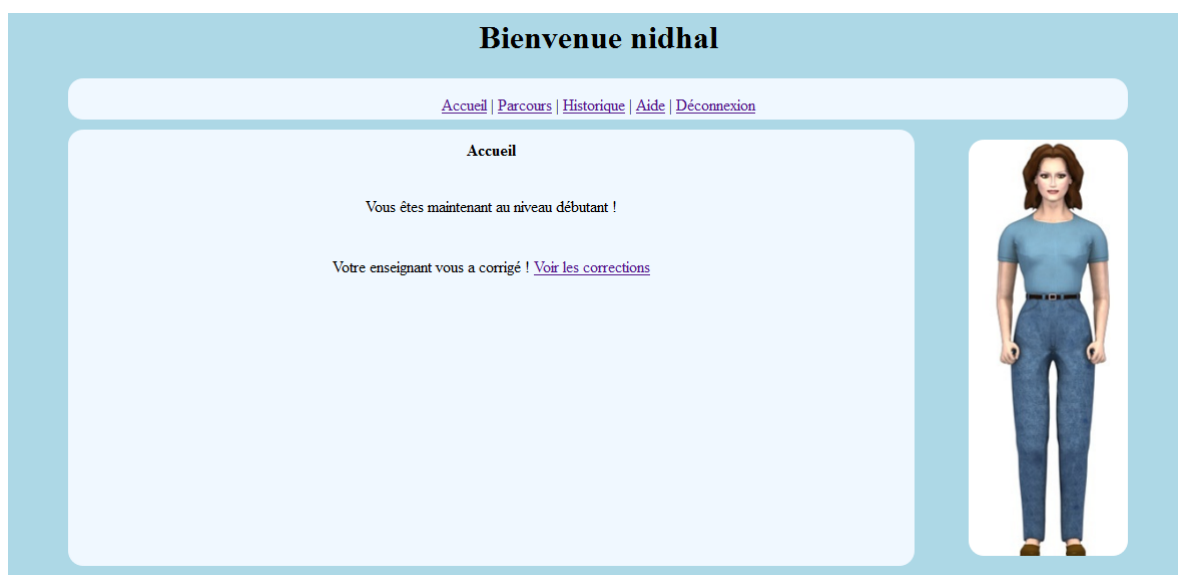 Bienvenue nidhal
Accueil | Parcours | Historique | Aide | Déconnexion
Accueil
Vous êtes maintenant au niveau débutant !
Votre enseignant vous a corrigé ! Voir les corrections